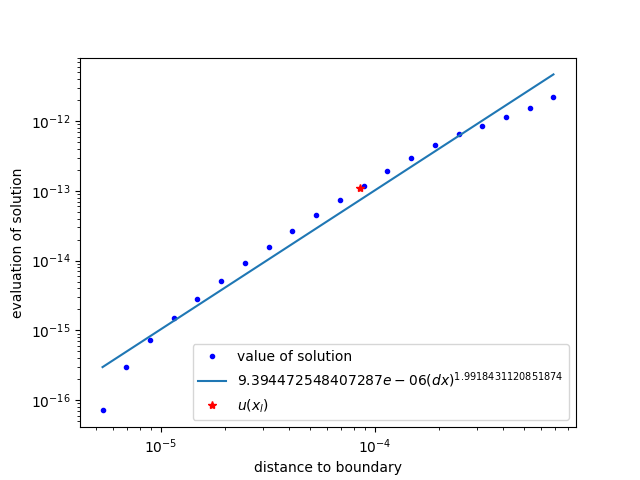 evaluation of solution
10⁻¹²
10⁻¹³
10⁻¹⁴
10⁻¹⁵
10⁻¹⁶
value of solution
9.394472548407287e − 06(dx)¹·⁹⁹¹⁸⁴³¹¹²⁰⁸⁵¹⁸⁷⁴
u(xₗ)
10⁻⁵
10⁻⁴
distance to boundary